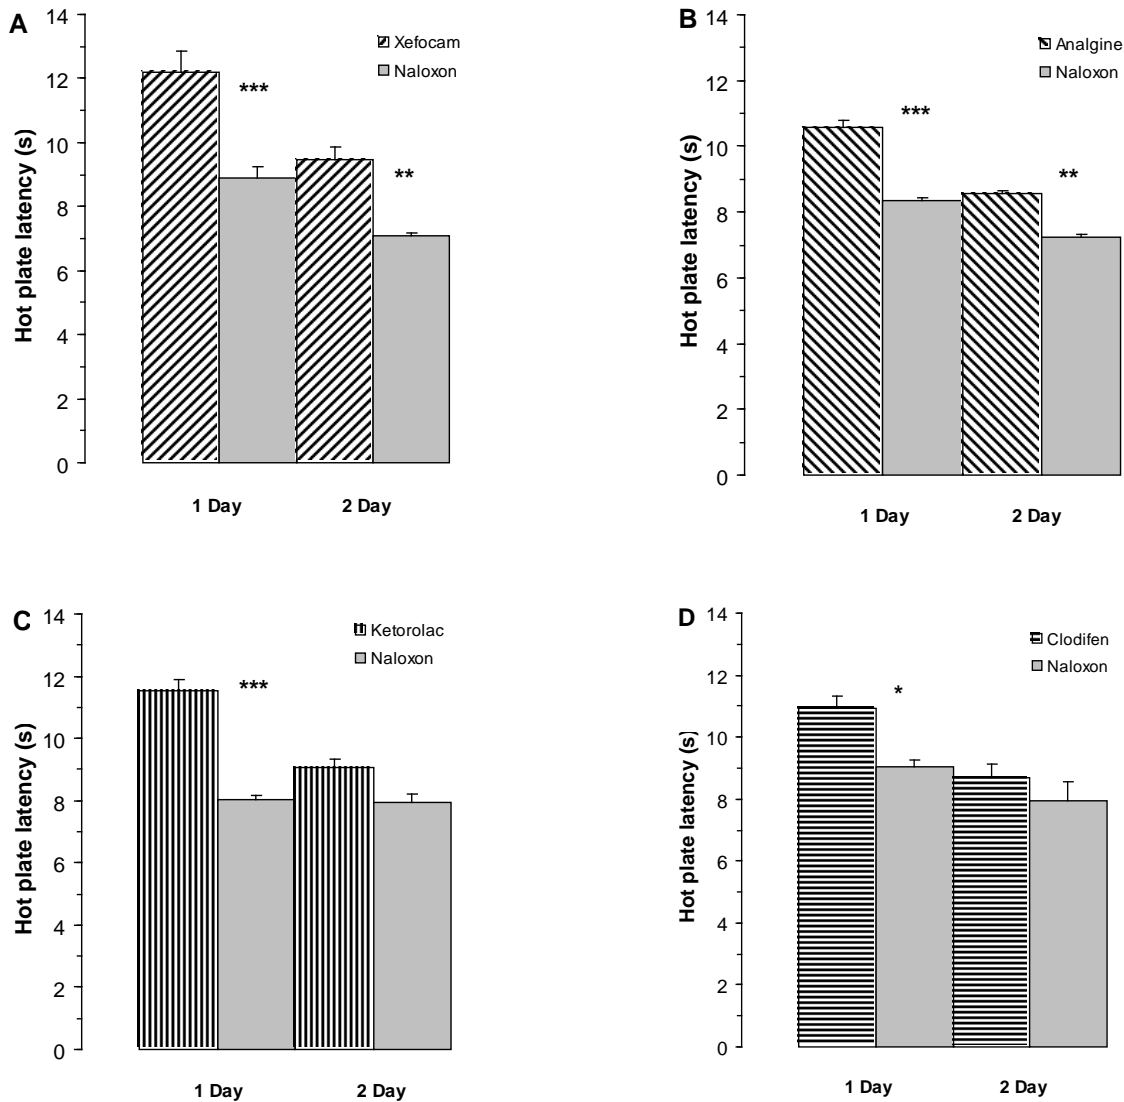 A
14
12
10
8
6
4
2
0
Hot plate latency (s)
Xefocam
Naloxon
***
**
1 Day
2 Day
B
14
12
10
8
6
4
2
0
Hot plate latency (s)
Analgine
Naloxon
***
**
1 Day
2 Day
C
14
12
10
8
6
4
2
0
Hot plate latency (s)
Ketorolac
Naloxon
***
1 Day
2 Day
D
14
12
10
8
6
4
2
0
Hot plate latency (s)
Clodifen
Naloxon
*
1 Day
2 Day